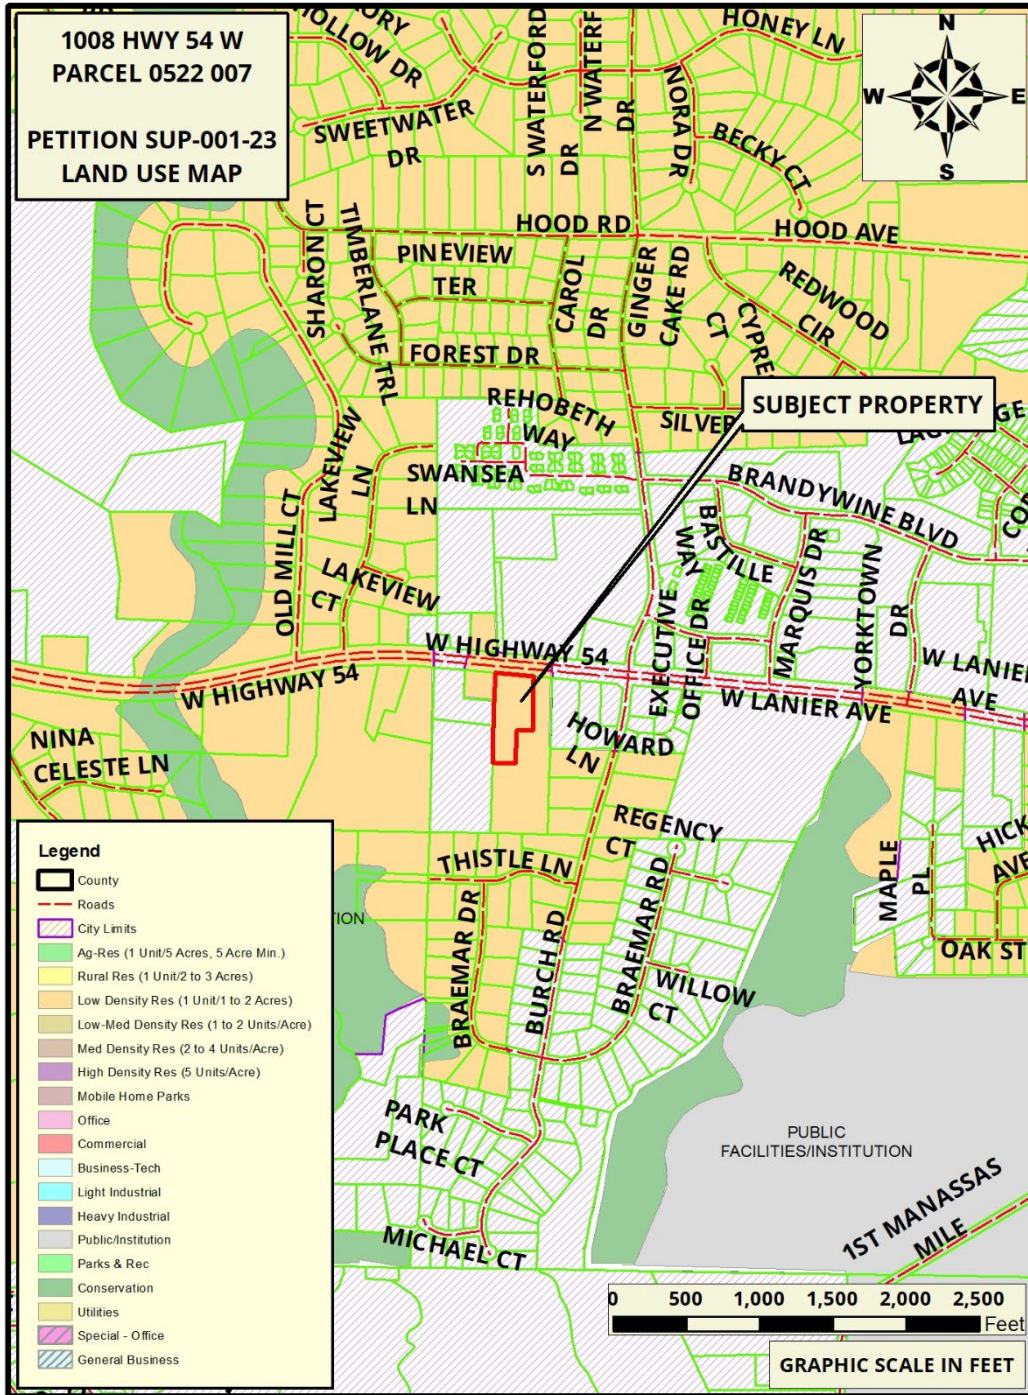 1008 HWY 54 W
PARCEL 0522 007
PETITION SUP-001-23
LAND USE MAP
N
W
E
S
HOLLOW DR
SWEETWATER
DR
S WATERFORD
DR
N WATERF
DR
HONEY LN
NORA DR
BECKY CT
SHARON CT
TIMBERLANE TRL
HOOD RD
HOOD AVE
PINEVIEW
TER
CAROL
DR
GINGER
CAKE RD
REDWOOD
CIR
CT
FOREST DR
REHOBETH
WAY
SILVER
SUBJECT PROPERTY
SWANSEA
LN
LAKEVIEW
LN
OLD MILL CT
LAKEVIEW
CT
BRANDYWINE BLVD
BASTILLE
WAY
MARQUIS DR
YORKTOWN
DR
EXECUTIVE
OFFICE DR
W HIGHWAY 54
W HIGHWAY 54
W LANIER AVE
W LANIER
AVE
NINA
CELESTE LN
HOWARD
LN
REGENCY
CT
THISTLE LN
BRAEMAR DR
BURCH RD
BRAEMAR RD
WILLOW
CT
MAPLE
PL
HICK
AVE
OAK ST
PARK
PLACE CT
MICHAEL CT
PUBLIC
FACILITIES/INSTITUTION
1ST MANASSAS
MILE
Legend
County
Roads
City Limits
Ag-Res (1 Unit/5 Acres, 5 Acre Min.)
Rural Res (1 Unit/2 to 3 Acres)
Low Density Res (1 Unit/1 to 2 Acres)
Low-Med Density Res (1 to 2 Units/Acre)
Med Density Res (2 to 4 Units/Acre)
High Density Res (5 Units/Acre)
Mobile Home Parks
Office
Commercial
Business-Tech
Light Industrial
Heavy Industrial
Public/Institution
Parks & Rec
Conservation
Utilities
Special - Office
General Business
0 500 1,000 1,500 2,000 2,500
Feet
GRAPHIC SCALE IN FEET